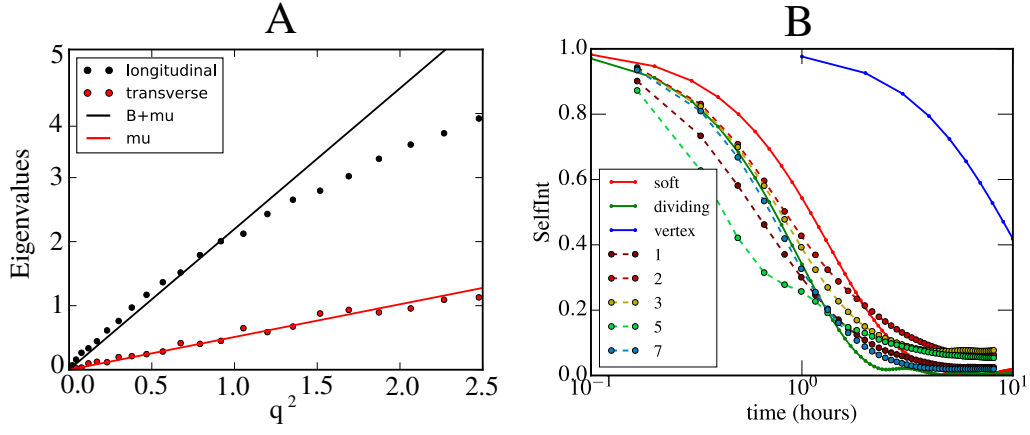 A
5
4
3
2
1
0
longitudinal
transverse
B+mu
mu
Eigenvalues
0.0 0.5 1.0 1.5 2.0 2.5
q²
B
1.0
0.8
0.6
0.4
0.2
0.0
soft
dividing
vertex
1
2
3
5
7
SelfInt
10⁻¹ 10⁰ 10¹
time (hours)